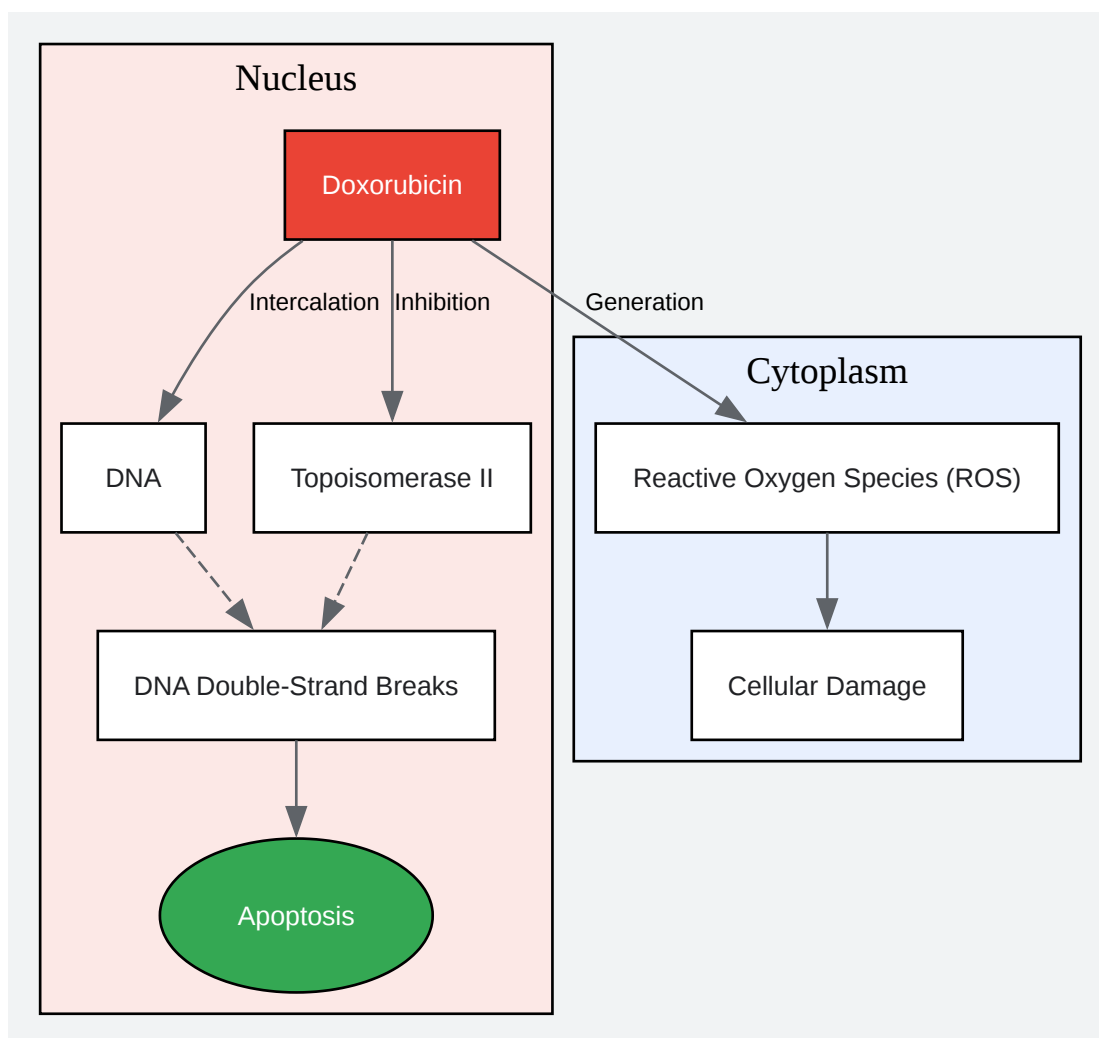 Nucleus
Doxorubicin
Intercalation
Inhibition
Generation
Cytoplasm
DNA
Topoisomerase II
Reactive Oxygen Species (ROS)
DNA Double-Strand Breaks
Cellular Damage
Apoptosis